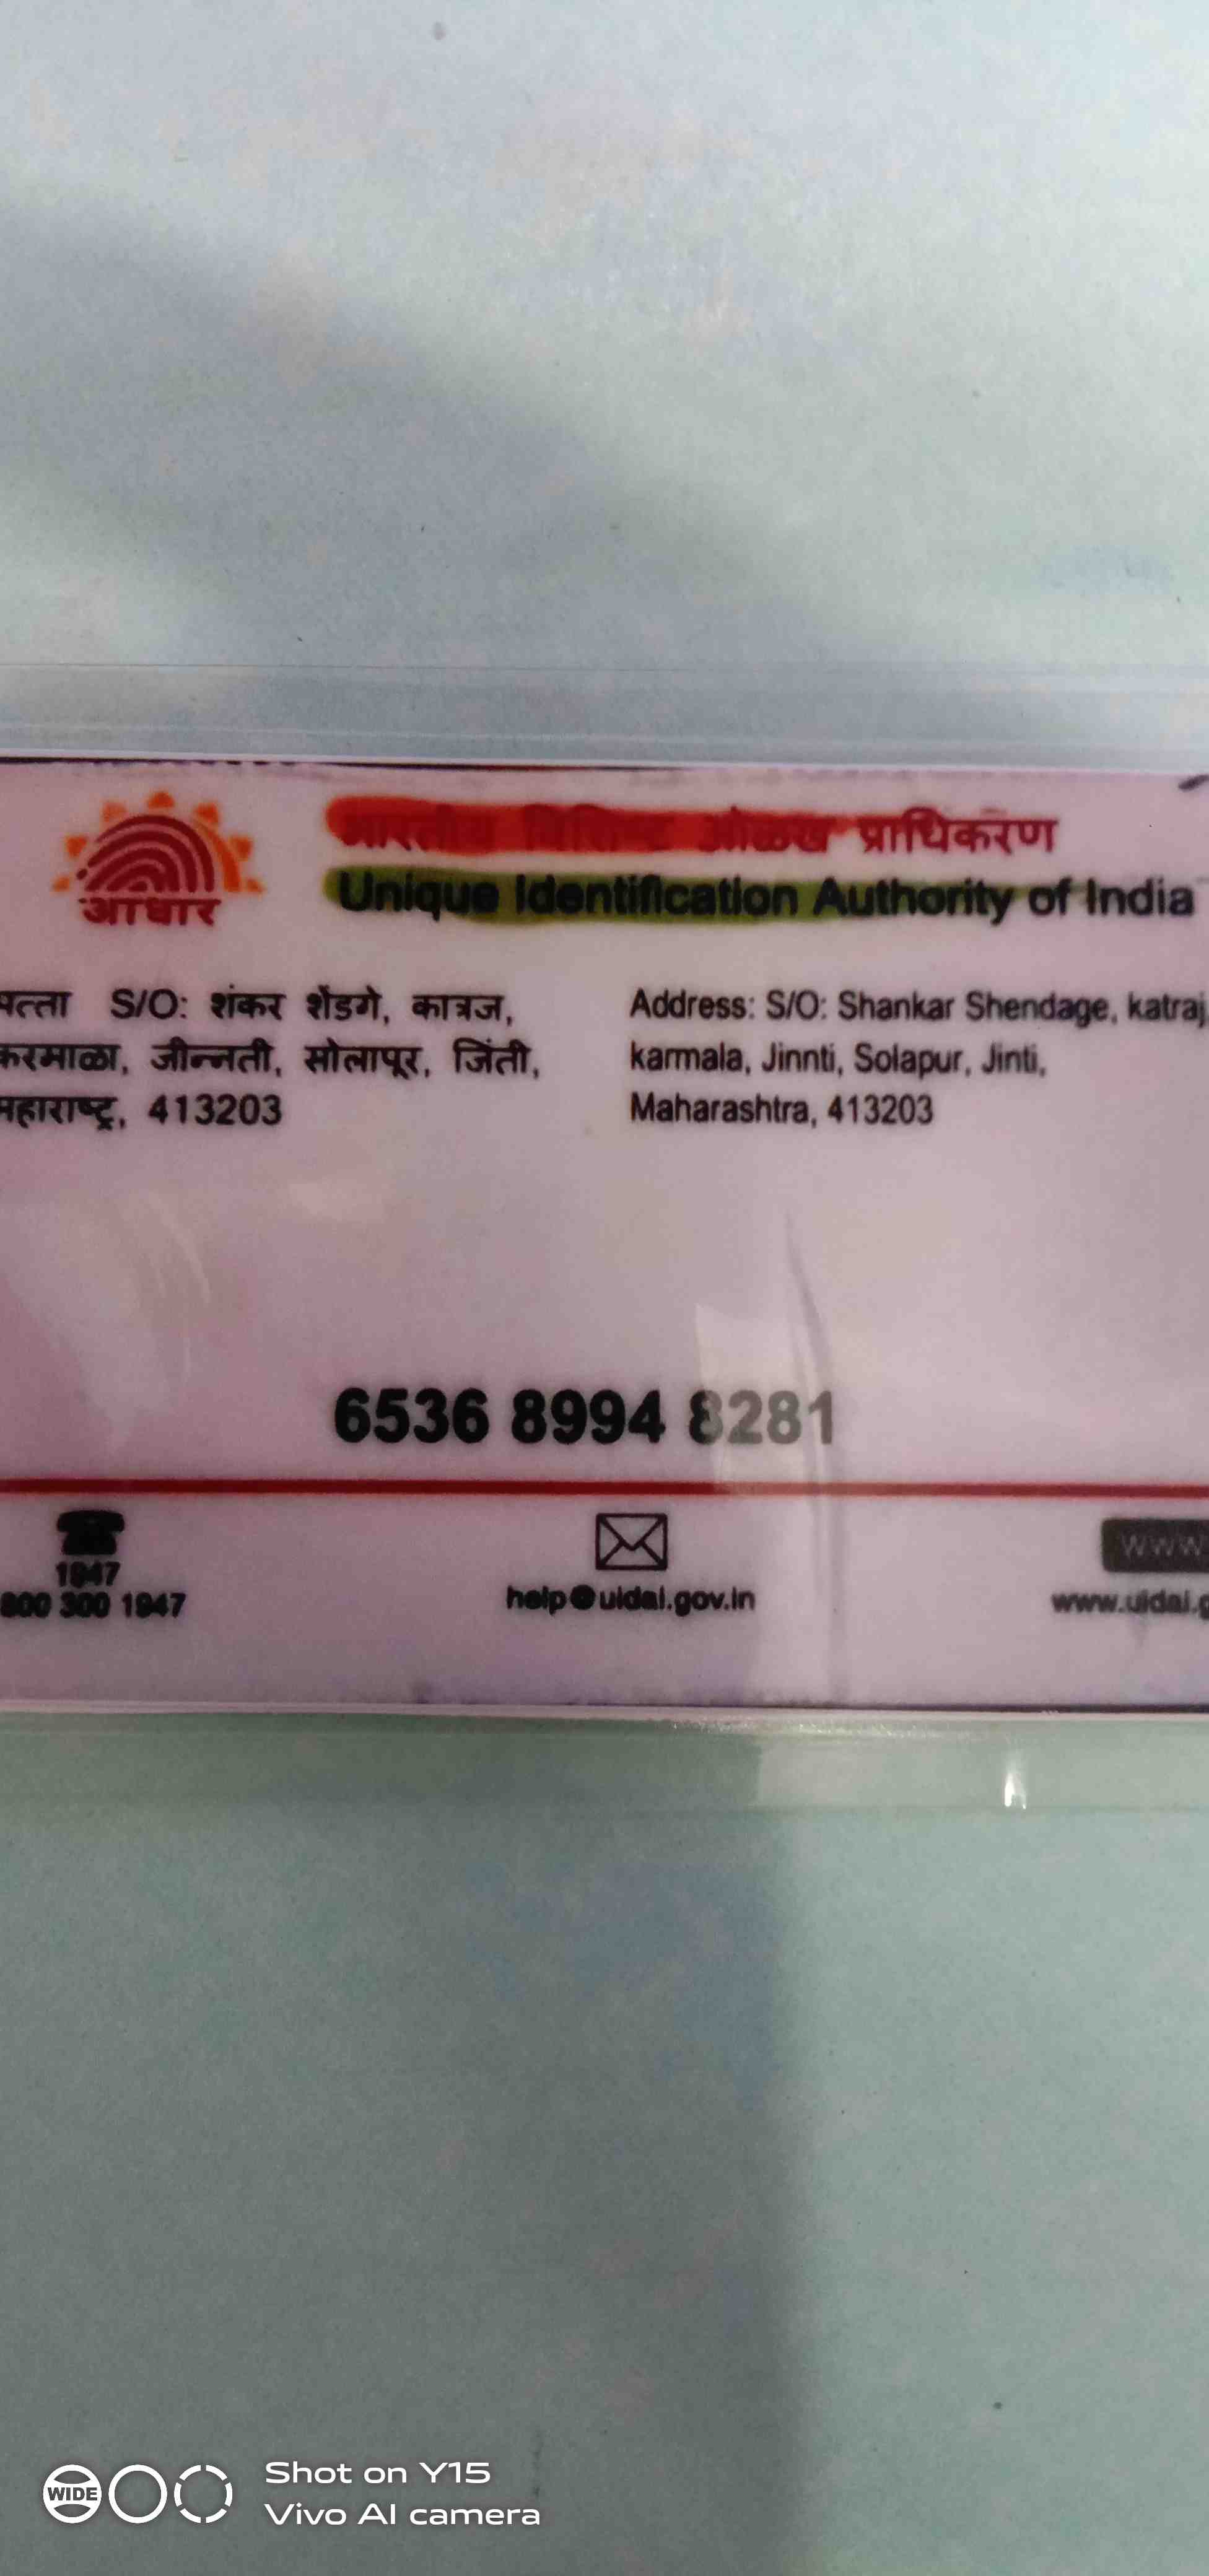 आधार
भारतीय विशिष्ट ओळख प्राधिकरण
Unique Identification Authority of India
पत्ता S/O: शंकर शेंडगे, कात्रज,
करमाळा, जीन्नती, सोलापूर, जिंती,
महाराष्ट्र, 413203
Address: S/O: Shankar Shendage, katraj,
karmala, Jinnti, Solapur, Jinti,
Maharashtra, 413203
6536 8994 8281
1947
800 300 1947
help@uidai.gov.in
www
www.uidai.g
WIDE
Shot on Y15
Vivo AI camera